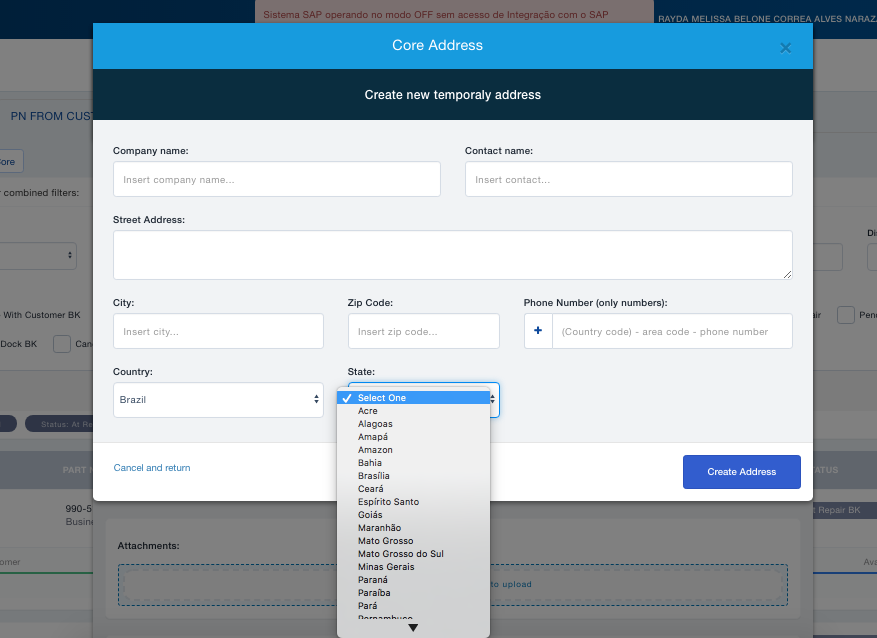 Sistema SAP operando no modo OFF sem acesso de Integração com o SAP
RAYDA MELISSA BELONE CORREA ALVES NARAZ
Core Address
Create new temporaly address
PN FROM CUST
Company name:
Contact name:
ore
Insert company name...
Insert contact...
combined filters:
Street Address:
Di
City:
Zip Code:
Phone Number (only numbers):
With Customer BK
air
Pen
Insert city...
Insert zip code...
+
(Country code) - area code - phone number
Dock BK
Can
Country:
State:
Brazil
Select One
Acre
Alagoas
Amapá
Amazon
Bahia
Brasília
Ceará
Espírito Santo
Goiás
Maranhão
Mato Grosso
Mato Grosso do Sul
Minas Gerais
Paraná
Paraíba
Pará
Pernambuco
Status: At Re
Cancel and return
Create Address
PART N
TATUS
990-5
Busine
t Repair BK
Attachments:
omer
Ava
to upload